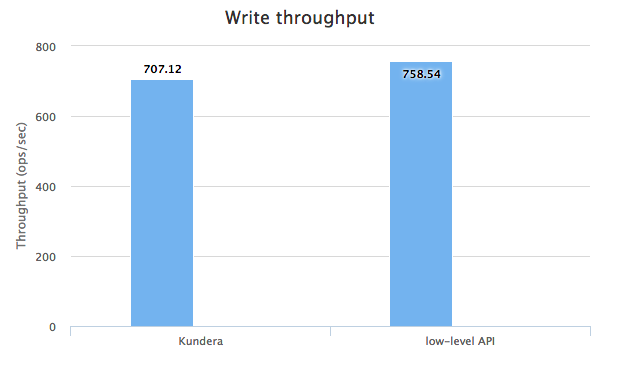 Write throughput
Throughput (ops/sec)
800
600
400
200
0
707.12
758.54
Kundera
low-level API